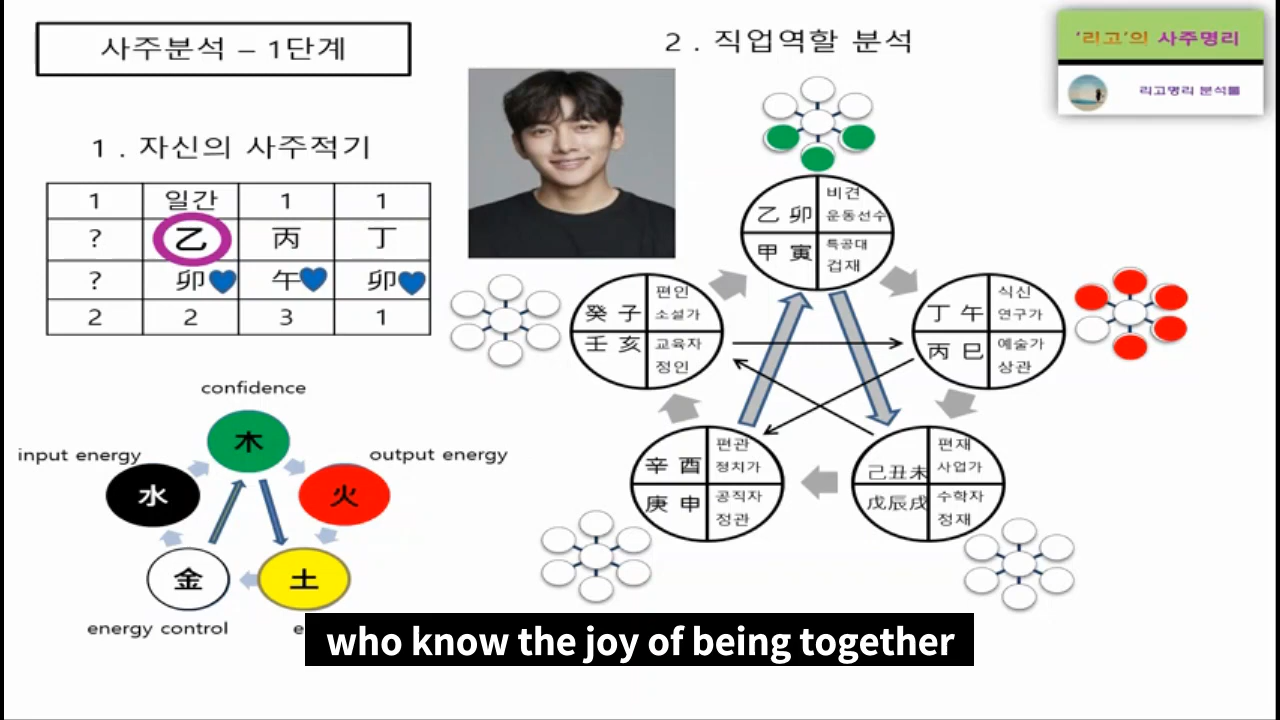 사주분석 – 1단계
2 . 직업역할 분석
'리고'의 사주명리
리고명리 분석툴
1 . 자신의 사주적기
1 일간 1 1
? 乙 丙 丁
? 卯 午 卯
2 2 3 1
乙 卯 비견 운동선수
甲 寅 특공대 겁재
癸 子 편인 소설가
壬 亥 교육자 정인
丁 午 식신 연구가
丙 巳 예술가 상관
辛 酉 편관 정치가
庚 申 공직자 정관
己丑未 편재 사업가
戊辰戌 수학자 정재
confidence
木
input energy
output energy
水
火
金
土
energy control
e
who know the joy of being together